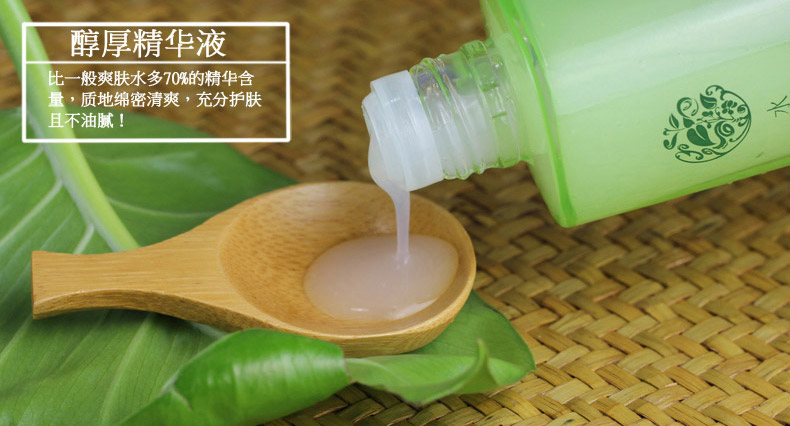 醇厚精华液
比一般爽肤水多70%的精华含
量，质地绵密清爽，充分护肤
且不油腻！
水